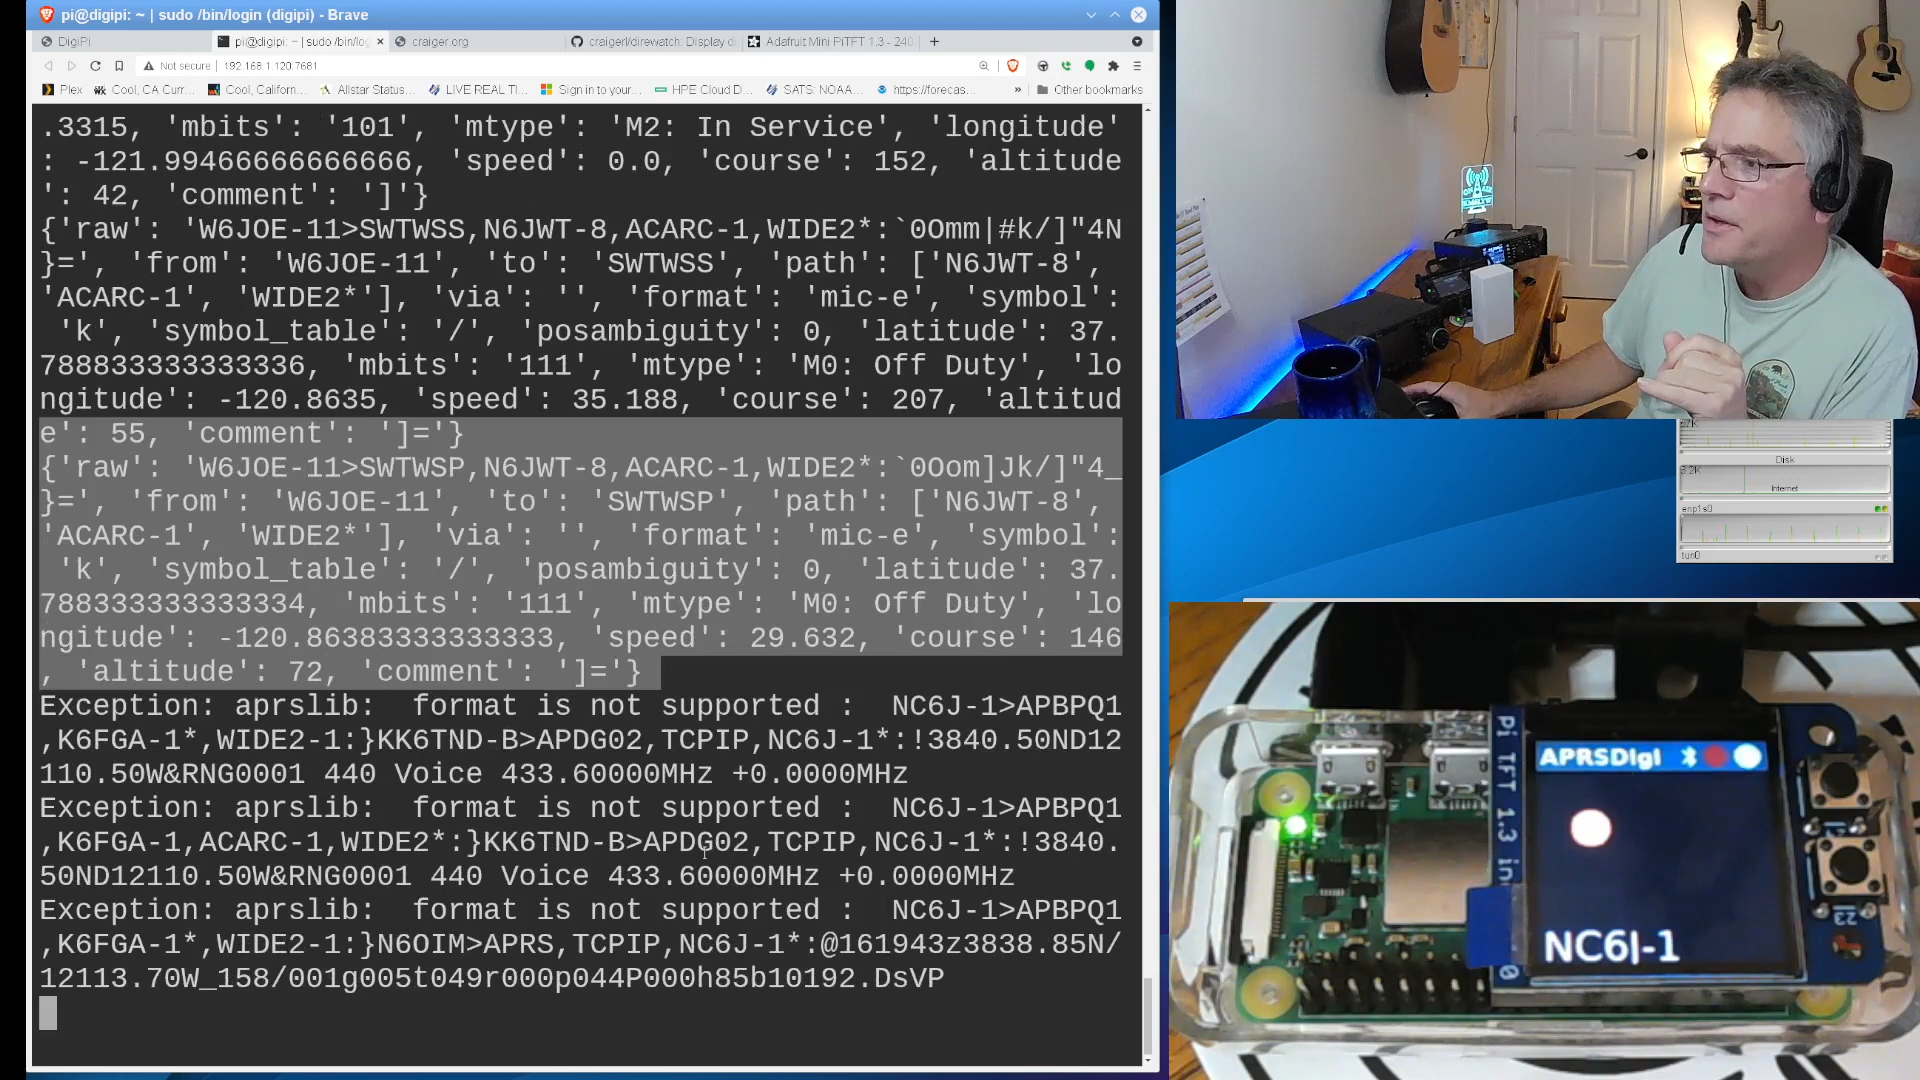 pi@digipi: ~ | sudo /bin/login (digipi) - Brave
DigiPi
pi@digipi: ~ | sudo /bin/log
craiger.org
craigerl/direwatch: Display d
Adafruit Mini PiTFT 1.3 - 240
Not secure | 192.168.1.120:7681
Plex
Cool, CA Curr...
Cool, Californ...
Allstar Status...
LIVE REAL TI...
Sign in to your...
HPE Cloud D...
SATS: NOAA...
https://forecas...
»
Other bookmarks
.3315, 'mbits': '101', 'mtype': 'M2: In Service', 'longitude'
: -121.99466666666666, 'speed': 0.0, 'course': 152, 'altitude
': 42, 'comment': ']'}
{'raw': 'W6JOE-11>SWTWSS,N6JWT-8,ACARC-1,WIDE2*:`0Omm|#k/]"4N
}=', 'from': 'W6JOE-11', 'to': 'SWTWSS', 'path': ['N6JWT-8',
'ACARC-1', 'WIDE2*'], 'via': '', 'format': 'mic-e', 'symbol':
'k', 'symbol_table': '/', 'posambiguity': 0, 'latitude': 37.
788833333333336, 'mbits': '111', 'mtype': 'M0: Off Duty', 'lo
ngitude': -120.8635, 'speed': 35.188, 'course': 207, 'altitud
e': 55, 'comment': ']='}
{'raw': 'W6JOE-11>SWTWSP,N6JWT-8,ACARC-1,WIDE2*:`0Oom]Jk/]"4_
}=', 'from': 'W6JOE-11', 'to': 'SWTWSP', 'path': ['N6JWT-8',
'ACARC-1', 'WIDE2*'], 'via': '', 'format': 'mic-e', 'symbol':
'k', 'symbol_table': '/', 'posambiguity': 0, 'latitude': 37.
788333333333334, 'mbits': '111', 'mtype': 'M0: Off Duty', 'lo
ngitude': -120.86383333333333, 'speed': 29.632, 'course': 146
, 'altitude': 72, 'comment': ']='}
Exception: aprslib:  format is not supported :  NC6J-1>APBPQ1
,K6FGA-1*,WIDE2-1:}KK6TND-B>APDG02,TCPIP,NC6J-1*:!3840.50ND12
110.50W&RNG0001 440 Voice 433.60000MHz +0.0000MHz
Exception: aprslib:  format is not supported :  NC6J-1>APBPQ1
,K6FGA-1,ACARC-1,WIDE2*:}KK6TND-B>APDG02,TCPIP,NC6J-1*:!3840.
50ND12110.50W&RNG0001 440 Voice 433.60000MHz +0.0000MHz
Exception: aprslib:  format is not supported :  NC6J-1>APBPQ1
,K6FGA-1*,WIDE2-1:}N6OIM>APRS,TCPIP,NC6J-1*:@161943z3838.85N/
12113.70W_158/001g005t049r000p044P000h85b10192.DsVP
ON AIR
Disk
Internet
enp1s0
tun0
Pi TFT 1.3 in
APRSDigi
NC6J-1
23